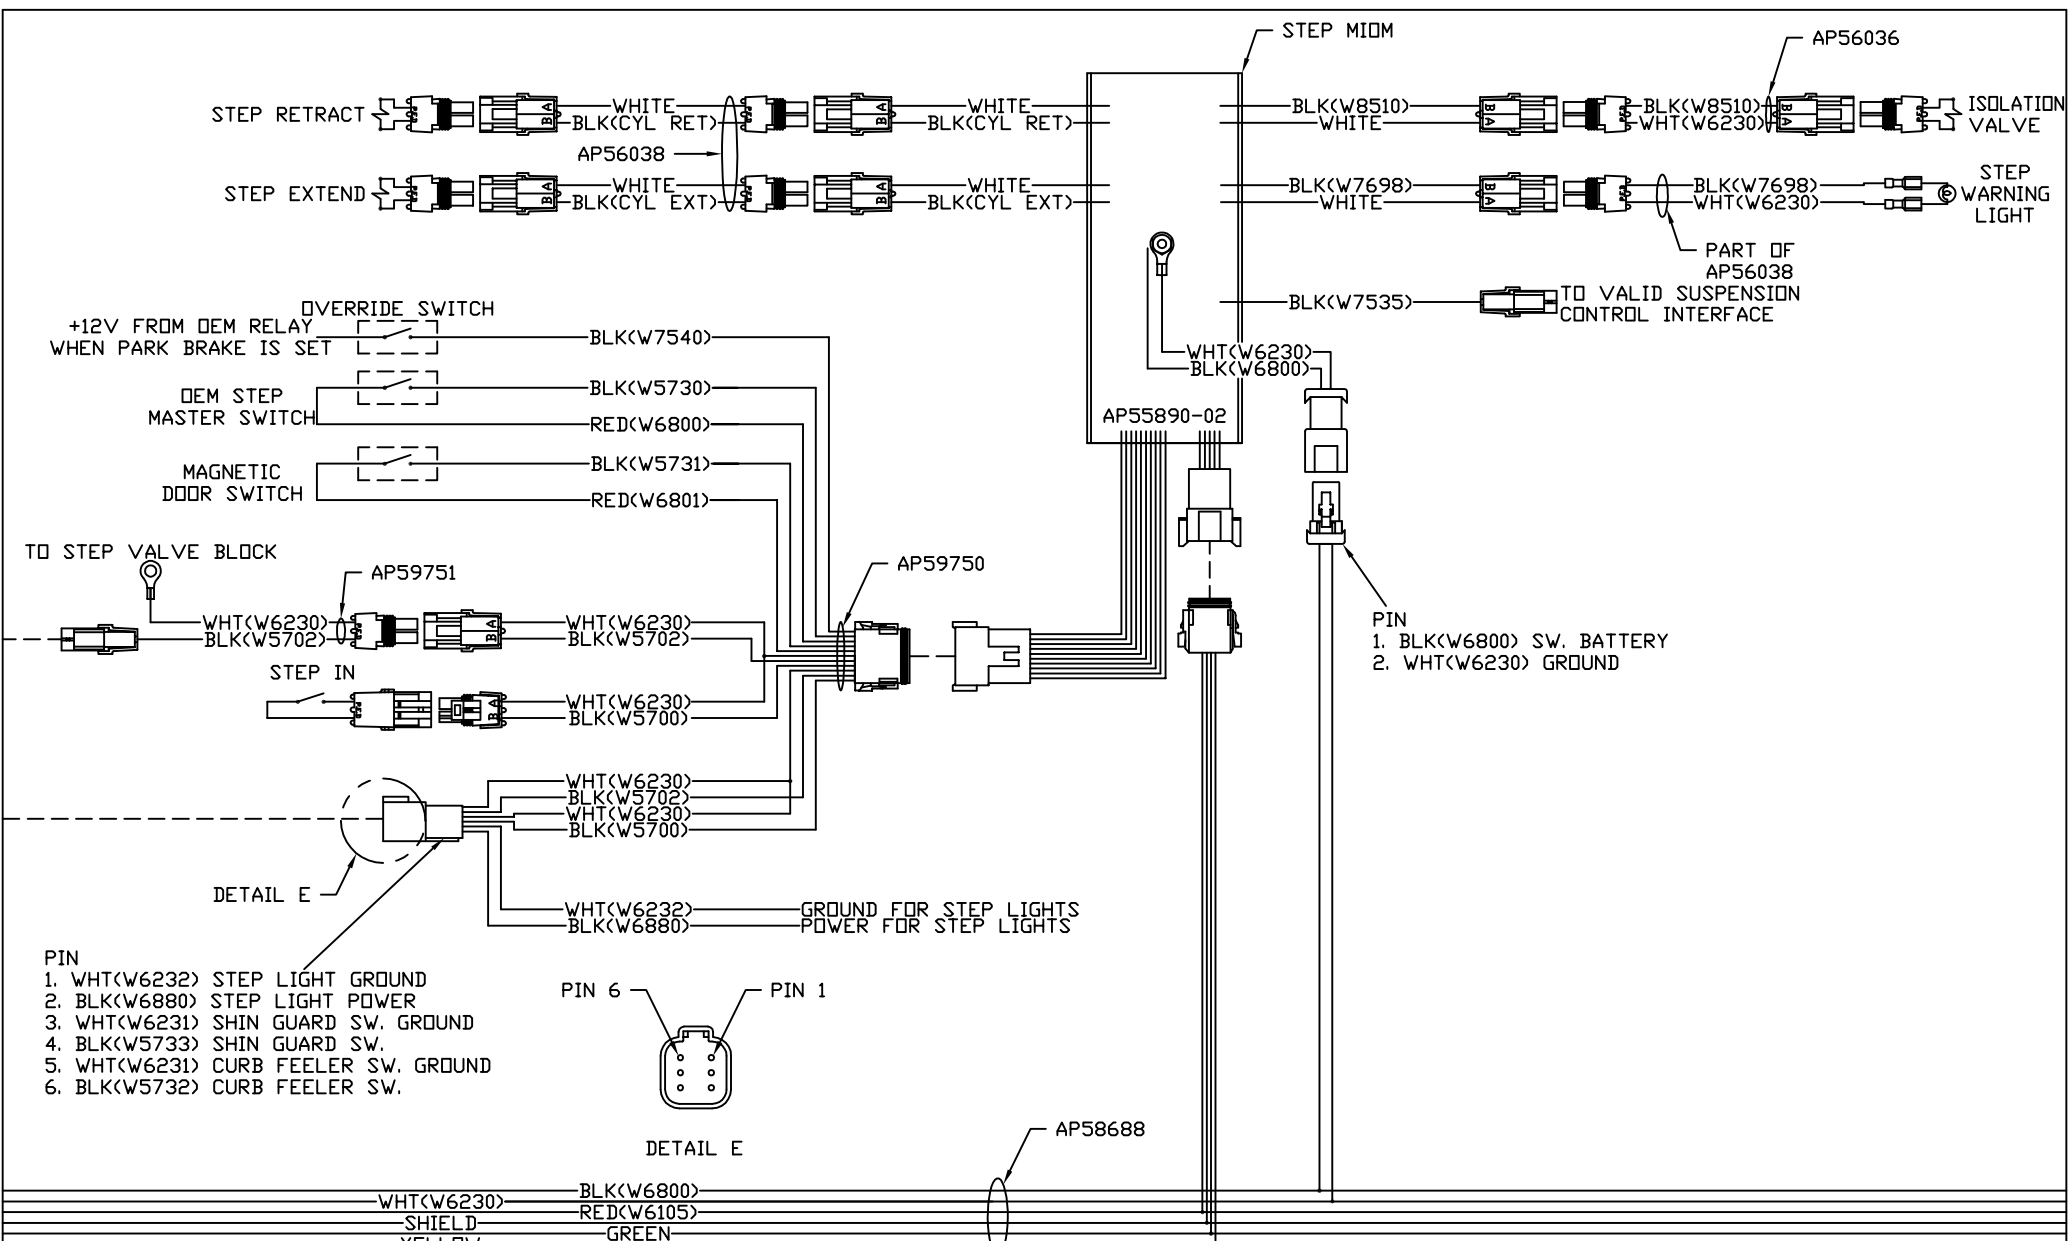 STEP MIOM
AP56036
STEP RETRACT
WHITE
BLK(CYL RET)
WHITE
BLK(CYL RET)
BLK(W8510)
WHITE
BLK(W8510)
WHT(W6230)
ISOLATION
VALVE
AP56038
STEP EXTEND
WHITE
BLK(CYL EXT)
WHITE
BLK(CYL EXT)
BLK(W7698)
WHITE
BLK(W7698)
WHT(W6230)
STEP
WARNING
LIGHT
PART OF
AP56038
BLK(W7535)
TO VALID SUSPENSION
CONTROL INTERFACE
OVERRIDE SWITCH
+12V FROM OEM RELAY
WHEN PARK BRAKE IS SET
BLK(W7540)
WHT(W6230)
BLK(W6800)
OEM STEP
MASTER SWITCH
BLK(W5730)
RED(W6800)
AP55890-02
MAGNETIC
DOOR SWITCH
BLK(W5731)
RED(W6801)
TO STEP VALVE BLOCK
AP59751
AP59750
WHT(W6230)
BLK(W5702)
A
B
WHT(W6230)
BLK(W5702)
PIN
1. BLK(W6800) SW. BATTERY
2. WHT(W6230) GROUND
STEP IN
A
B
WHT(W6230)
BLK(W5700)
WHT(W6230)
BLK(W5702)
WHT(W6230)
BLK(W5700)
DETAIL E
WHT(W6232)
GROUND FOR STEP LIGHTS
BLK(W6880)
POWER FOR STEP LIGHTS
PIN
1. WHT(W6232) STEP LIGHT GROUND
2. BLK(W6880) STEP LIGHT POWER
3. WHT(W6231) SHIN GUARD SW. GROUND
4. BLK(W5733) SHIN GUARD SW.
5. WHT(W6231) CURB FEELER SW. GROUND
6. BLK(W5732) CURB FEELER SW.
PIN 6
PIN 1
DETAIL E
AP58688
BLK(W6800)
WHT(W6230)
RED(W6105)
SHIELD
GREEN
YELLOW